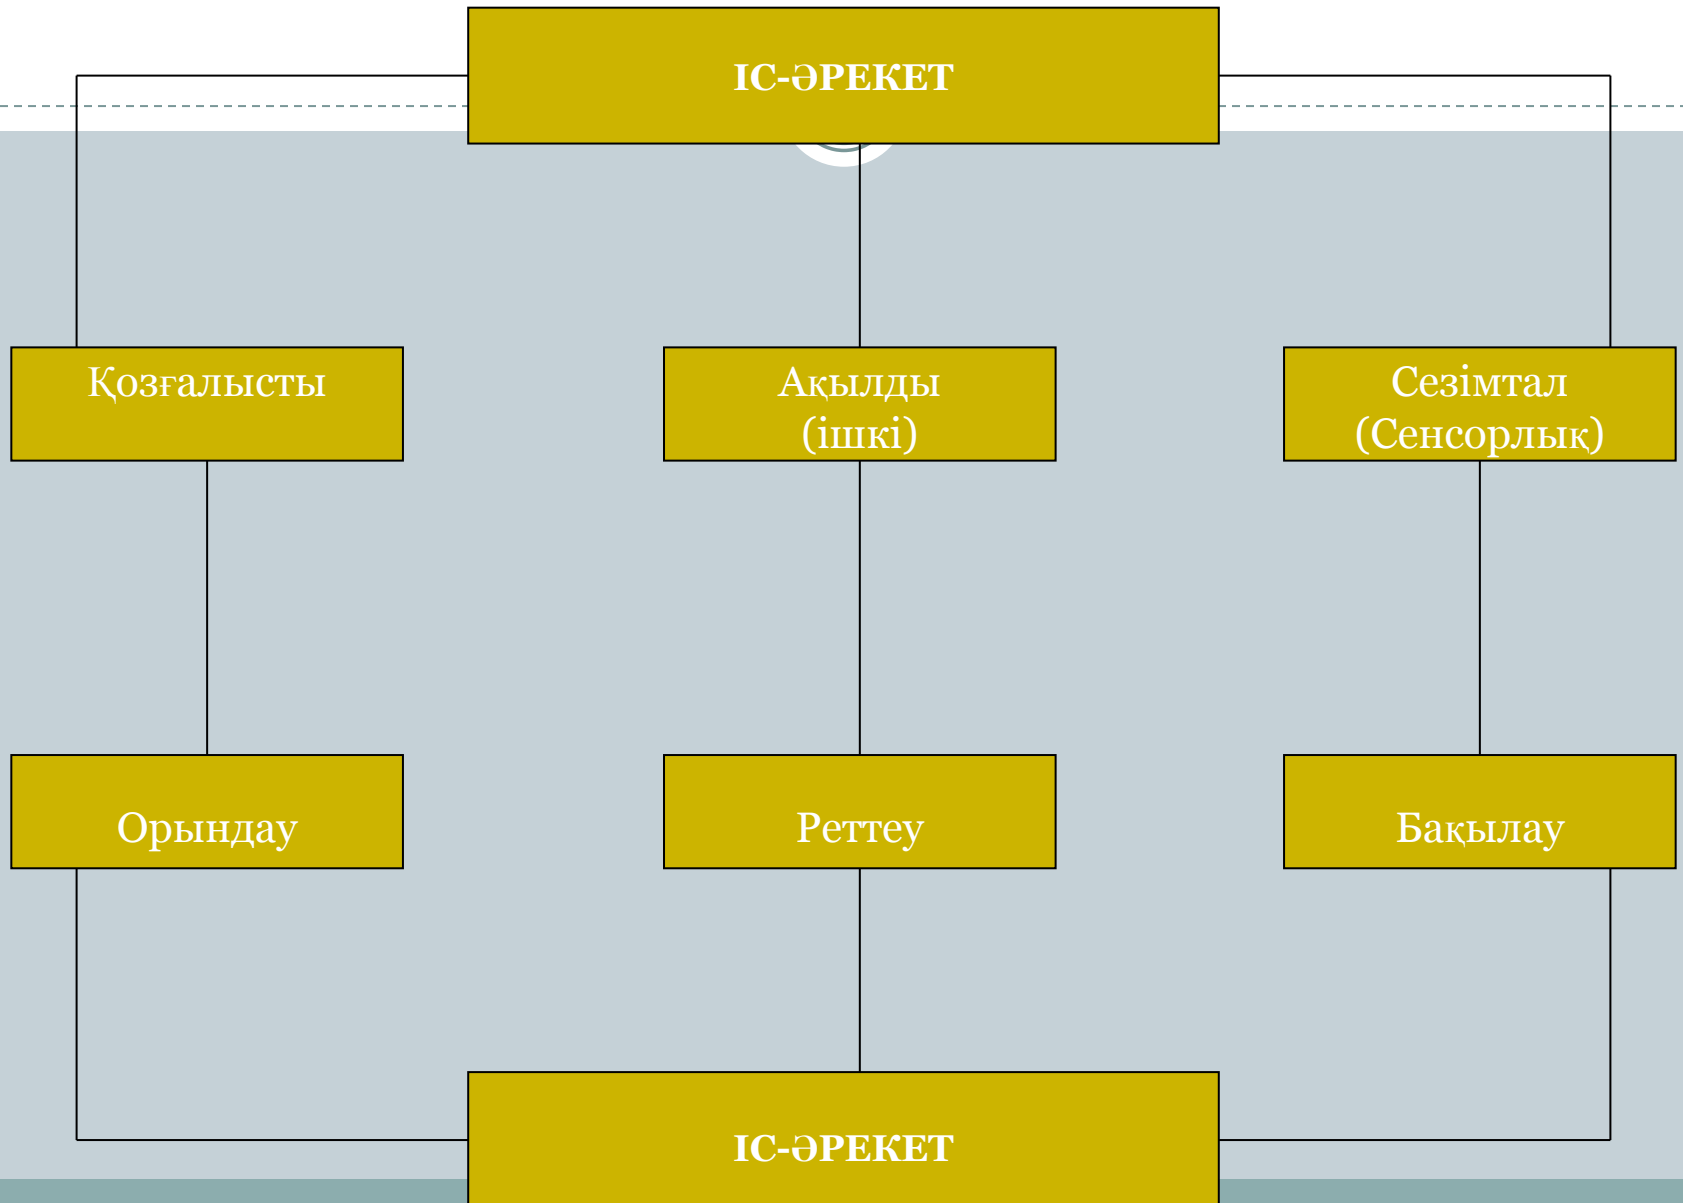 ІС-ӘРЕКЕТ
Қозғалысты
Ақылды
(ішкі)
Сезімтал
(Сенсорлық)
Орындау
Реттеу
Бақылау
ІС-ӘРЕКЕТ